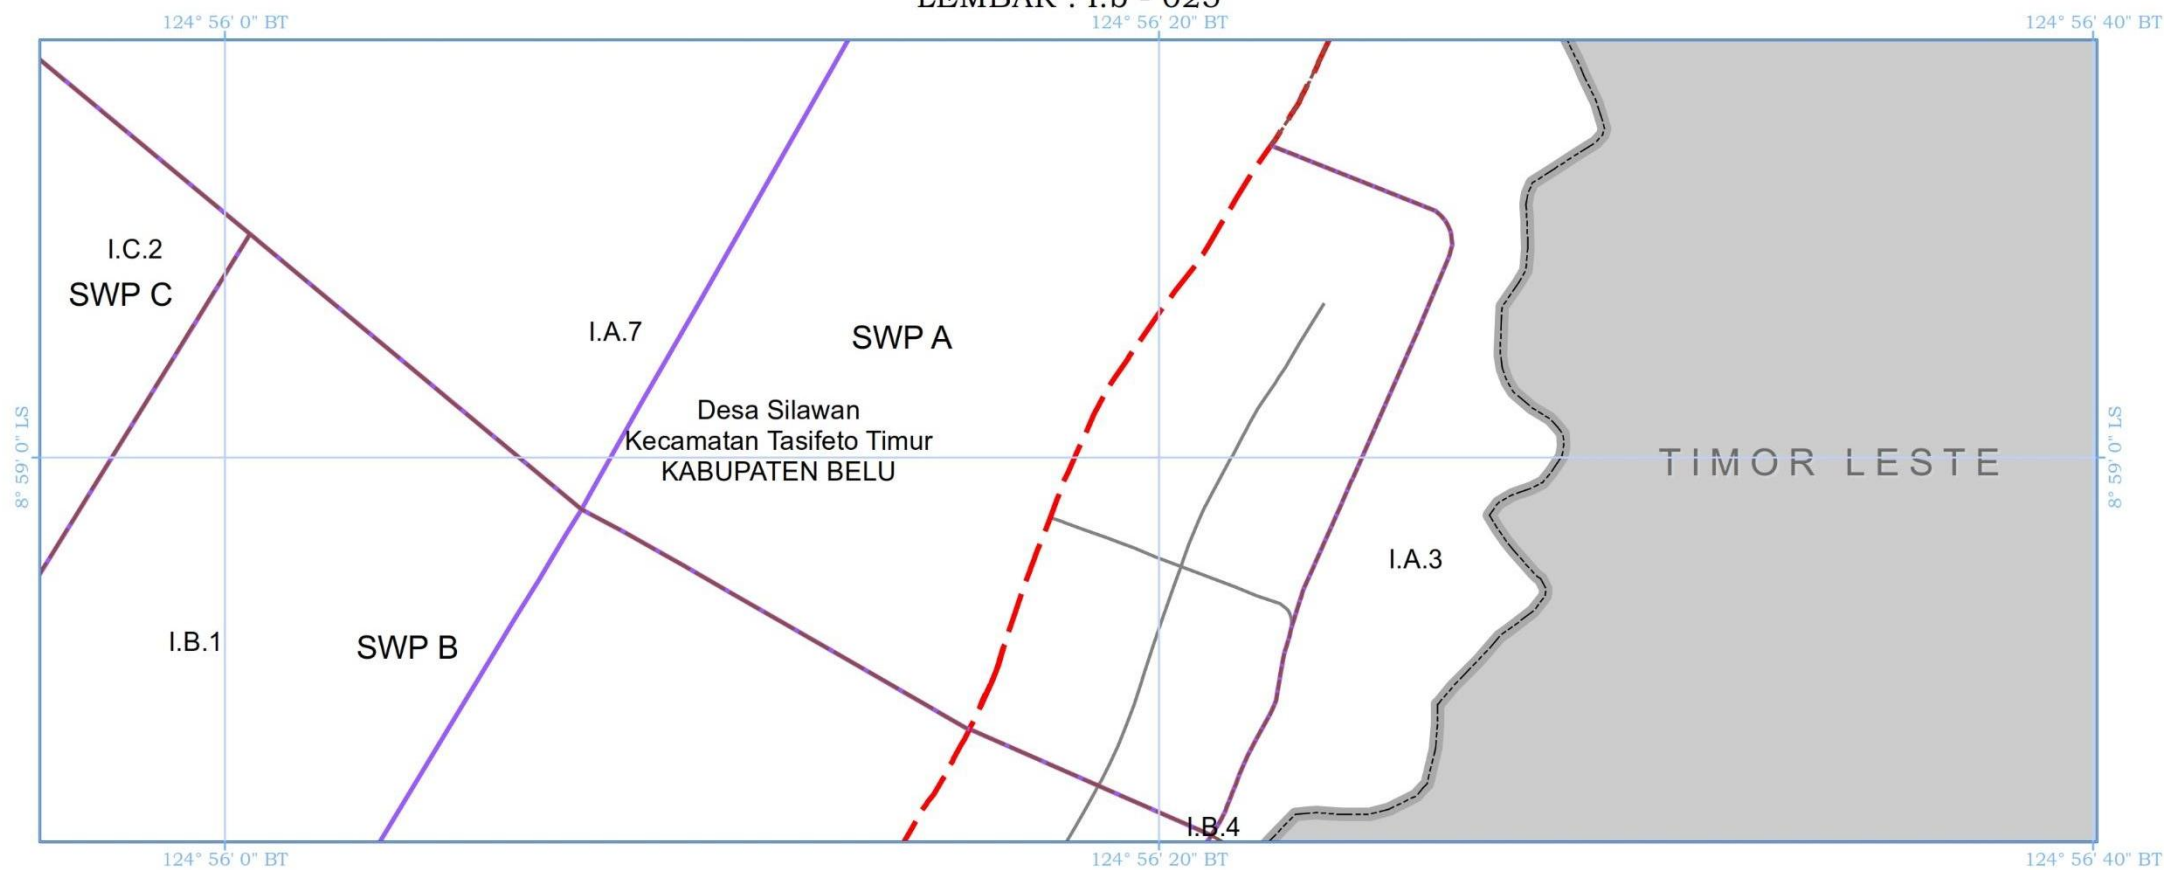 LEMBAR : I.b - 025
124° 56' 0" BT
124° 56' 20" BT
124° 56' 40" BT
I.C.2
SWP C
I.A.7
SWP A
Desa Silawan
Kecamatan Tasifeto Timur
KABUPATEN BELU
8° 59' 0" LS
8° 59' 0" LS
TIMOR LESTE
I.A.3
I.B.1
SWP B
I.B.4
124° 56' 0" BT
124° 56' 20" BT
124° 56' 40" BT